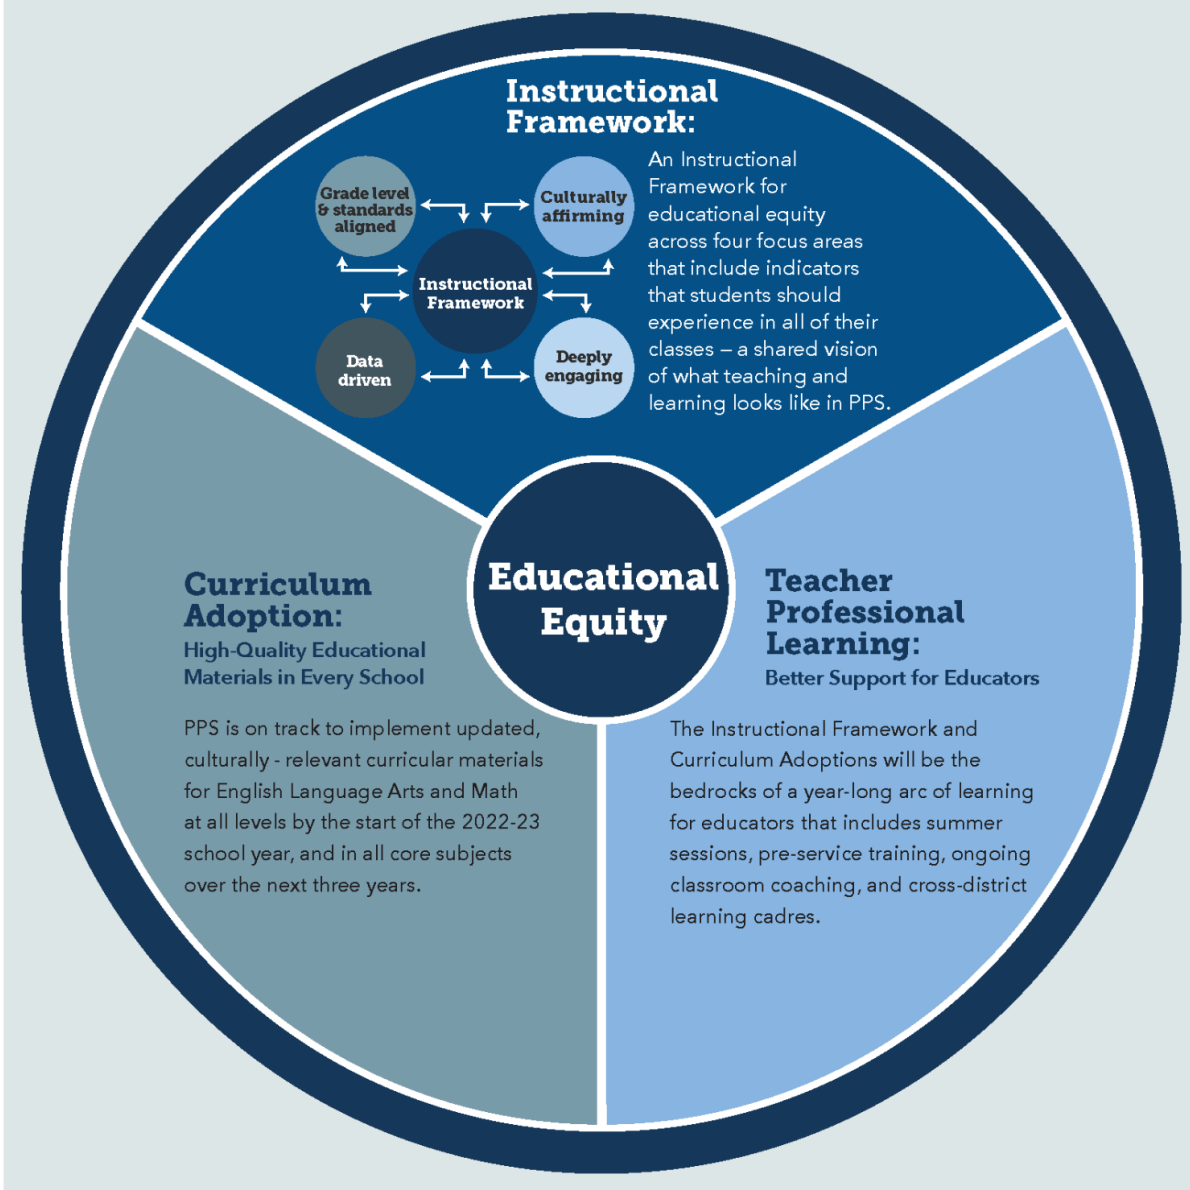 Instructional
Framework:
Grade level
& standards
aligned
Culturally
affirming
Instructional
Framework
Data
driven
Deeply
engaging
An Instructional
Framework for
educational equity
across four focus areas
that include indicators
that students should
experience in all of their
classes – a shared vision
of what teaching and
learning looks like in PPS.
Educational
Equity
Curriculum
Adoption:
High-Quality Educational
Materials in Every School
PPS is on track to implement updated,
culturally - relevant curricular materials
for English Language Arts and Math
at all levels by the start of the 2022-23
school year, and in all core subjects
over the next three years.
Teacher
Professional
Learning:
Better Support for Educators
The Instructional Framework and
Curriculum Adoptions will be the
bedrocks of a year-long arc of learning
for educators that includes summer
sessions, pre-service training, ongoing
classroom coaching, and cross-district
learning cadres.